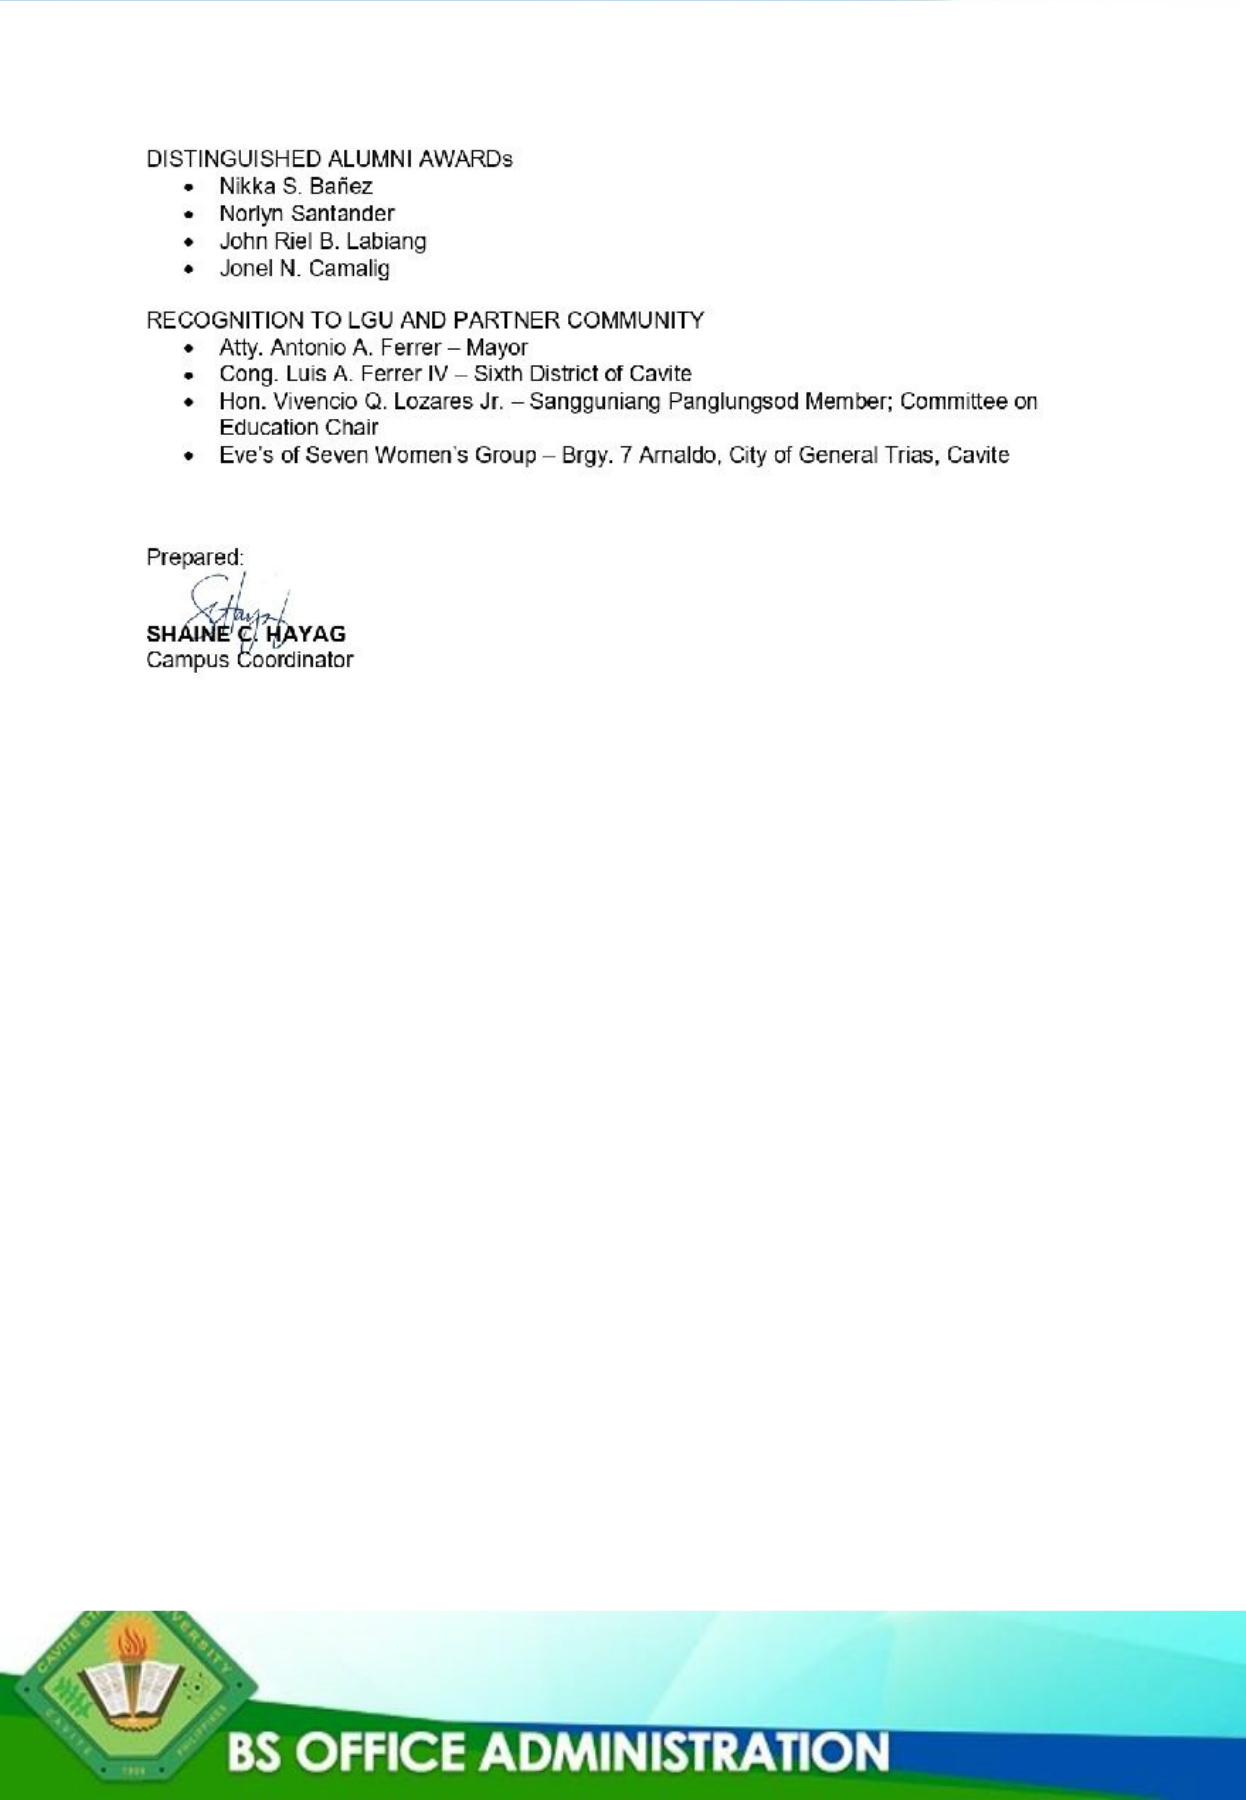 DISTINGUISHED ALUMNI AWARDs
• Nikka S. Bañez
• Norlyn Santander
• John Riel B. Labiang
• Jonel N. Camalig
RECOGNITION TO LGU AND PARTNER COMMUNITY
• Atty. Antonio A. Ferrer – Mayor
• Cong. Luis A. Ferrer IV – Sixth District of Cavite
• Hon. Vivencio Q. Lozares Jr. – Sangguniang Panglungsod Member; Committee on
Education Chair
• Eve's of Seven Women's Group – Brgy. 7 Arnaldo, City of General Trias, Cavite
Prepared:
SHAINE C. HAYAG
Campus Coordinator
CAVITE
PHILIPPINES
1906
BS OFFICE ADMINISTRATION